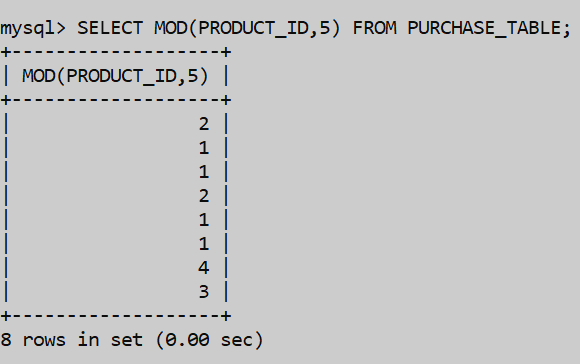 mysql> SELECT MOD(PRODUCT_ID,5) FROM PURCHASE_TABLE;
+-------------------+
| MOD(PRODUCT_ID,5) |
+-------------------+
|                 2 |
|                 1 |
|                 1 |
|                 2 |
|                 1 |
|                 1 |
|                 4 |
|                 3 |
+-------------------+
8 rows in set (0.00 sec)